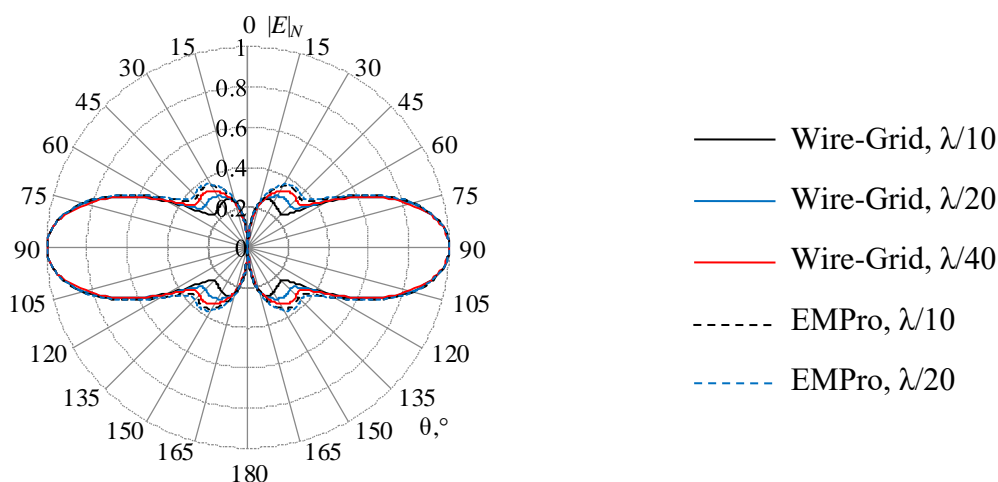 0 |E|N
15 1 15
30 30
45 0.8 45
60 0.6 60
0.4
75 0.2 75
90 0 90
105 105
120 120
135 135
150 150
165 165
180
θ,°
Wire-Grid, λ/10
Wire-Grid, λ/20
Wire-Grid, λ/40
EMPro, λ/10
EMPro, λ/20